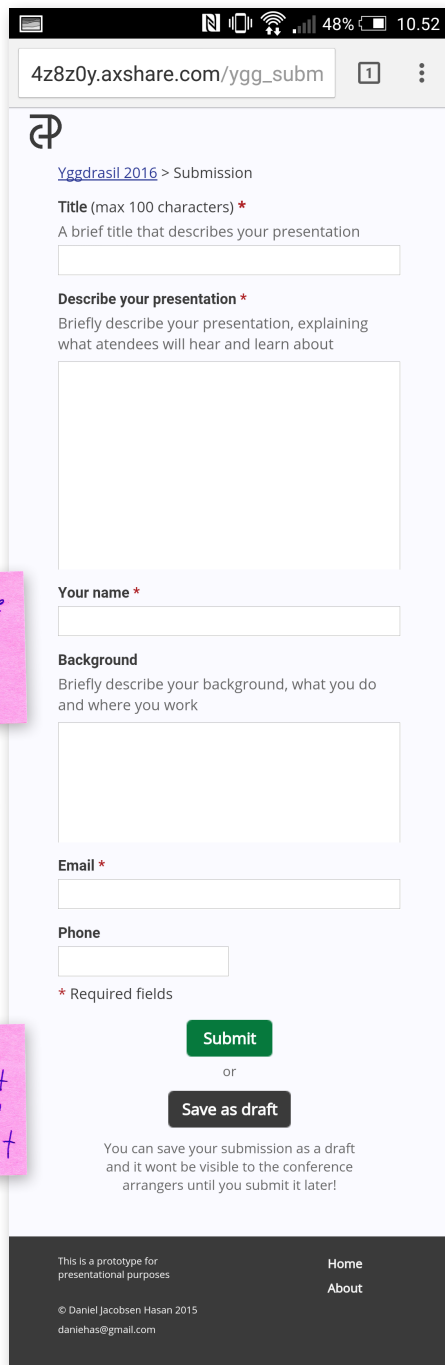 48% 10.52
4z8z0y.axshare.com/ygg_subm 1
Yggdrasil 2016 > Submission
Title (max 100 characters) *
A brief title that describes your presentation
Describe your presentation *
Briefly describe your presentation, explaining
what atendees will hear and learn about
Your name *
Background
Briefly describe your background, what you do
and where you work
Email *
Phone
* Required fields
Submit
or
Save as draft
You can save your submission as a draft
and it wont be visible to the conference
arrangers until you submit it later!
This is a prototype for
presentational purposes
Home
About
© Daniel Jacobsen Hasan 2015
daniehas@gmail.com